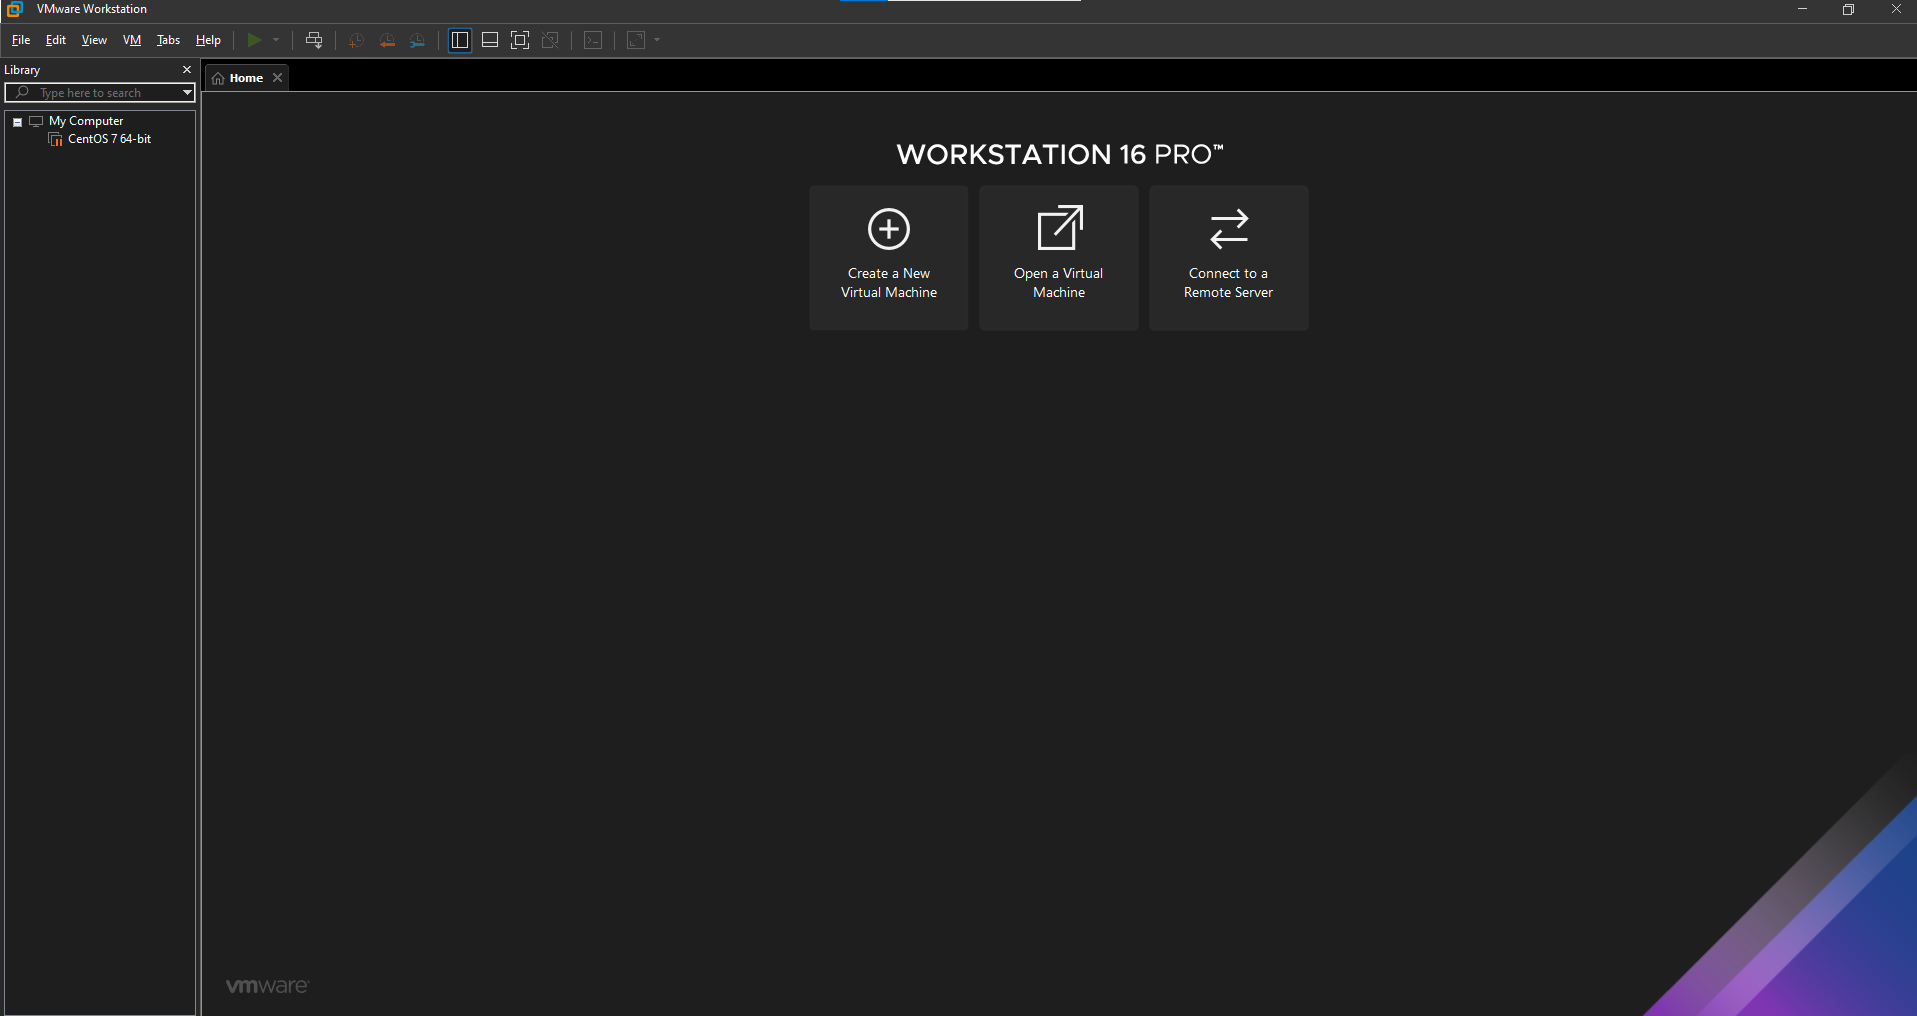 VMware Workstation
File Edit View VM Tabs Help
Library
Home
Type here to search
My Computer
CentOS 7 64-bit
WORKSTATION 16 PRO™
Create a New
Virtual Machine
Open a Virtual
Machine
Connect to a
Remote Server
vmware